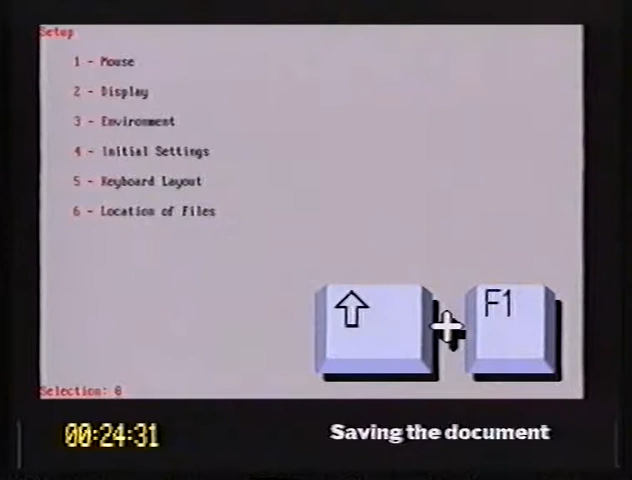 Setup
1 - Mouse
2 - Display
3 - Environment
4 - Initial Settings
5 - Keyboard Layout
6 - Location of Files
F1
Selection: 0
00:24:31
Saving the document